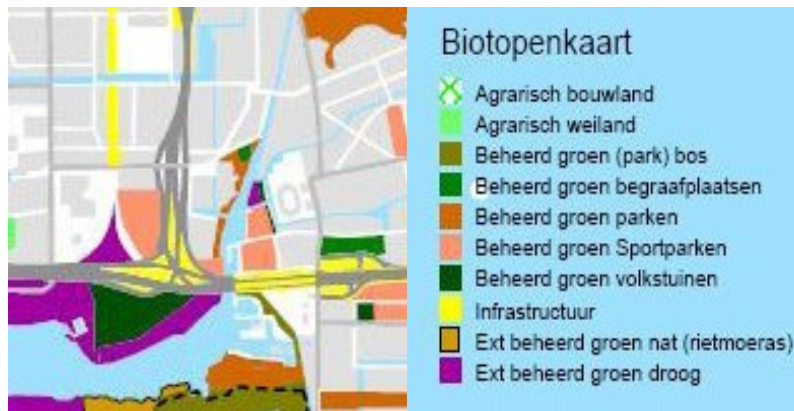 Biotopenkaart
Agrarisch bouwland
Agrarisch weiland
Beheerd groen (park) bos
Beheerd groen begraafplaatsen
Beheerd groen parken
Beheerd groen Sportparken
Beheerd groen volkstuinen
Infrastructuur
Ext beheerd groen nat (rietmoeras)
Ext beheerd groen droog